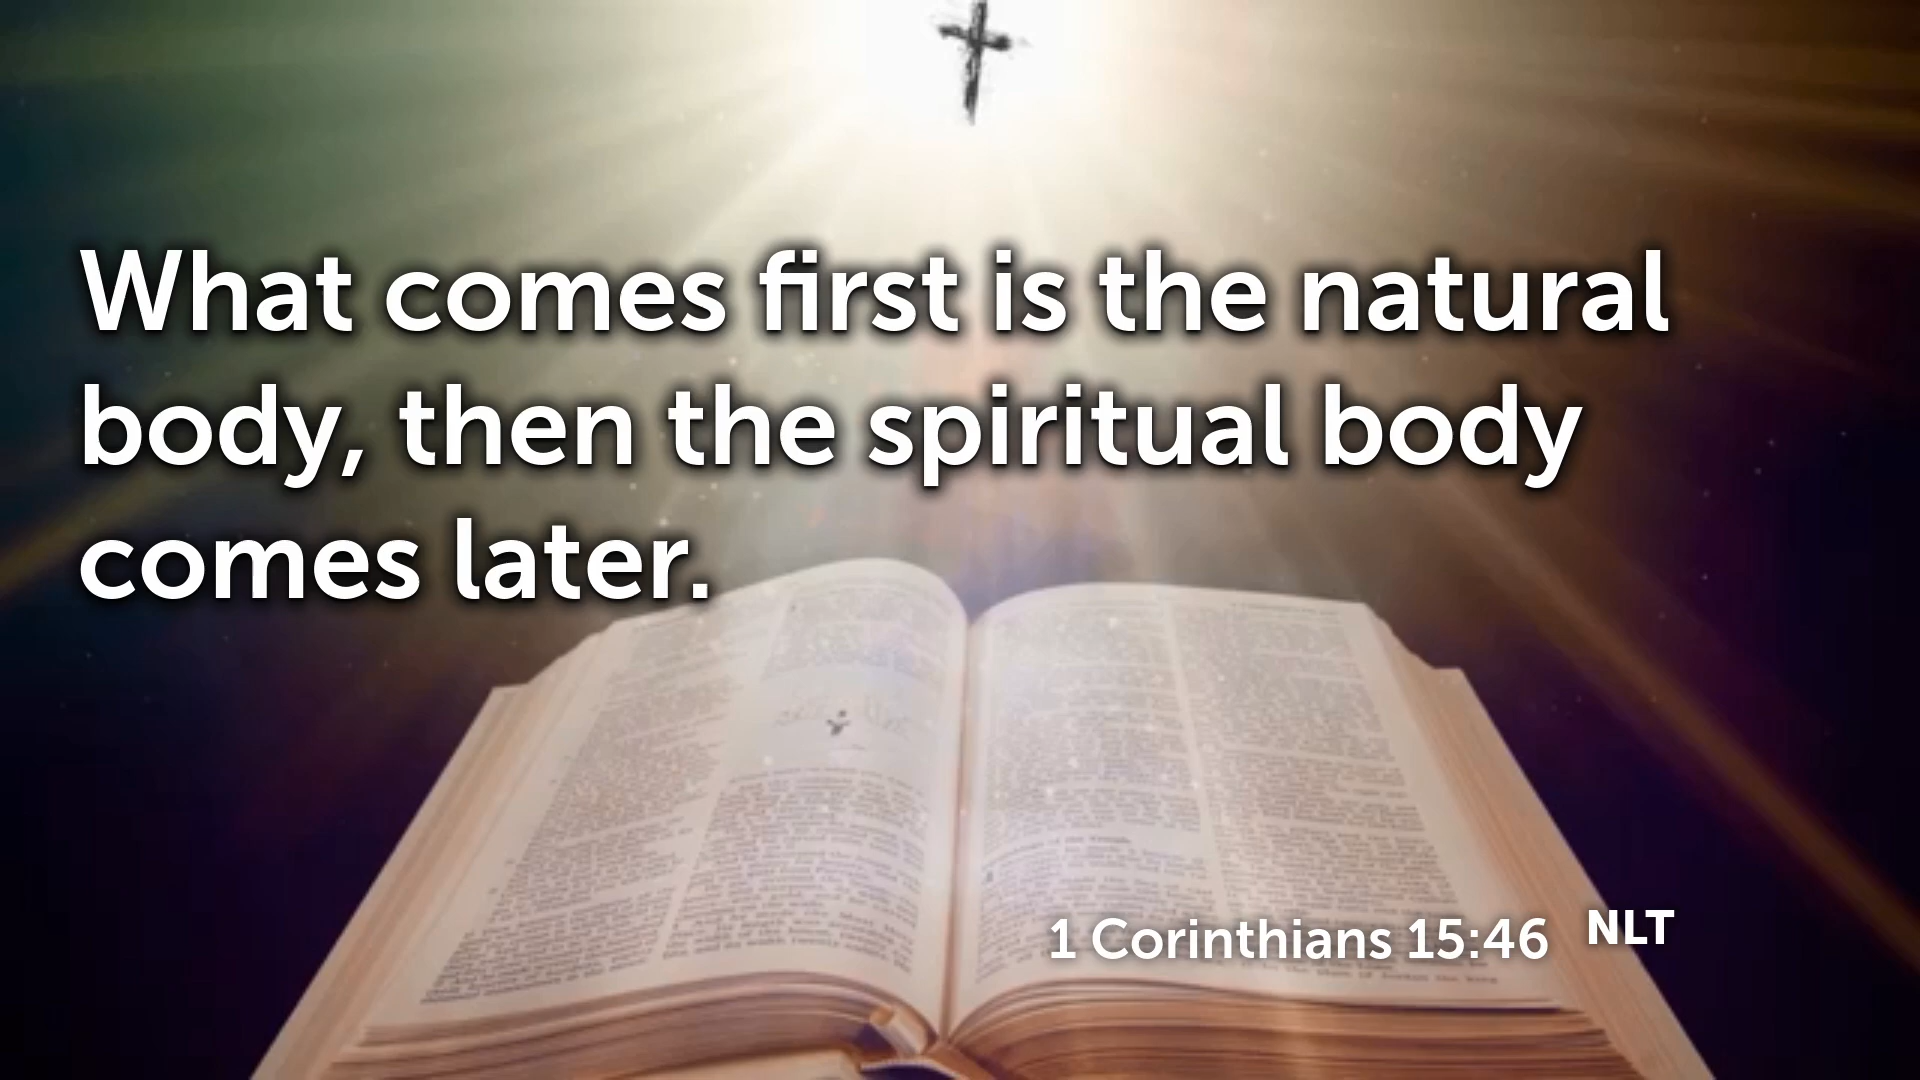 What comes first is the natural
body, then the spiritual body
comes later.
1 Corinthians 15:46 NLT